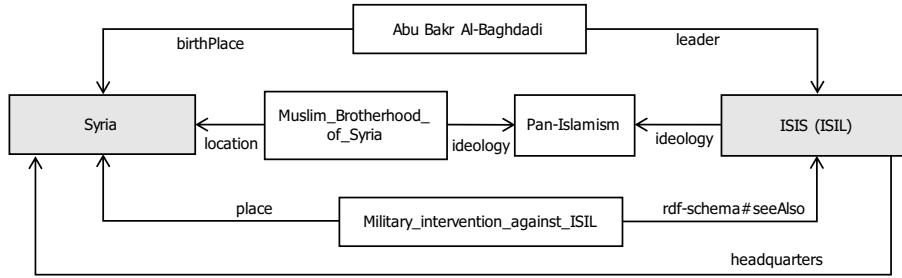 Abu Bakr Al-Baghdadi
birthPlace
leader
Syria
Muslim_Brotherhood_
of_Syria
Pan-Islamism
ISIS (ISIL)
location
ideology
ideology
place
Military_intervention_against_ISIL
rdf-schema#seeAlso
headquarters